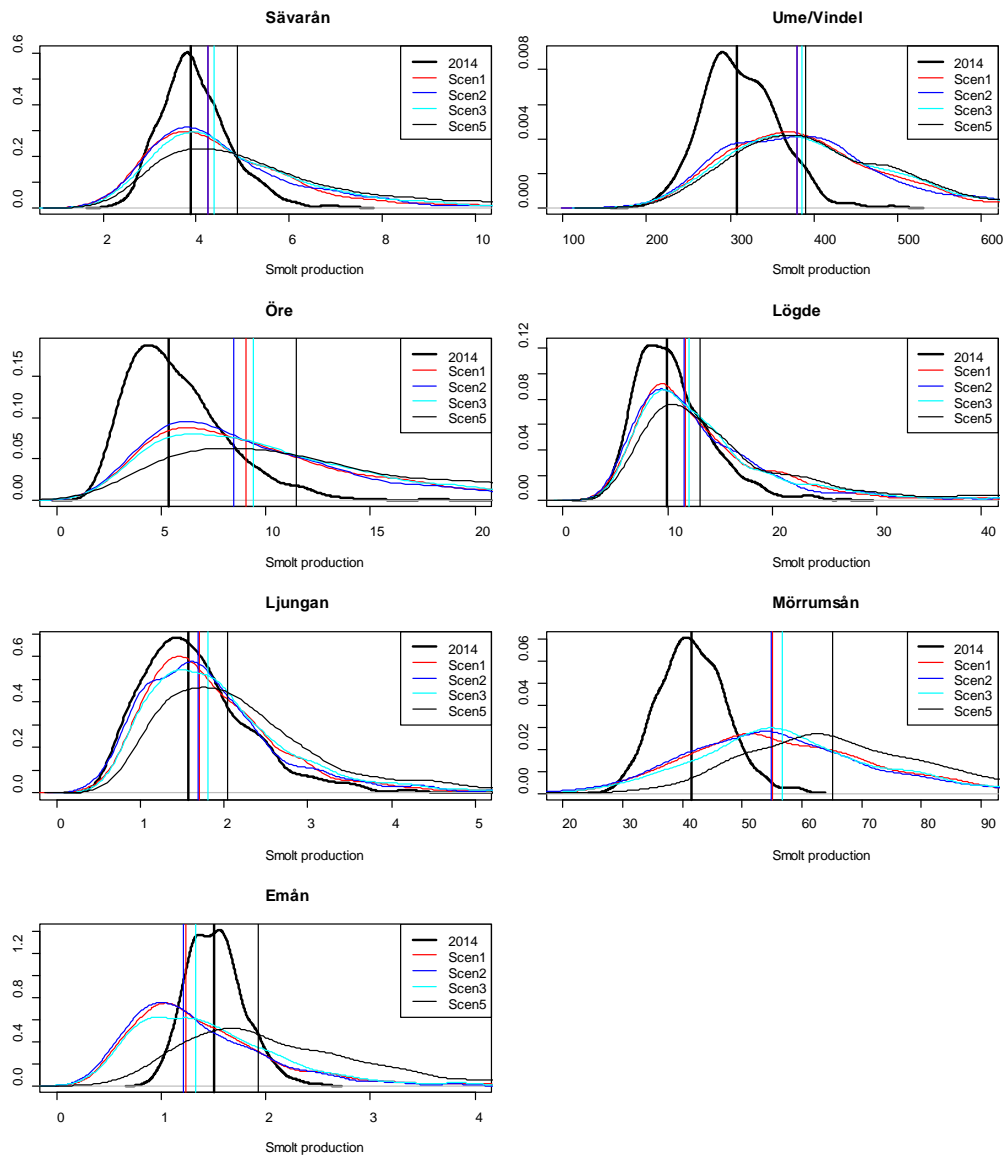 Sävarån
0.0 0.2 0.4 0.6
2014
Scen1
Scen2
Scen3
Scen5
2 4 6 8 10
Smolt production
Ume/Vindel
0.000 0.004 0.008
2014
Scen1
Scen2
Scen3
Scen5
100 200 300 400 500 600
Smolt production
Öre
0.00 0.05 0.10 0.15
2014
Scen1
Scen2
Scen3
Scen5
0 5 10 15 20
Smolt production
Lögde
0.00 0.04 0.08 0.12
2014
Scen1
Scen2
Scen3
Scen5
0 10 20 30 40
Smolt production
Ljungan
0.0 0.2 0.4 0.6
2014
Scen1
Scen2
Scen3
Scen5
0 1 2 3 4 5
Smolt production
Mörrumsån
0.00 0.02 0.04 0.06
2014
Scen1
Scen2
Scen3
Scen5
20 30 40 50 60 70 80 90
Smolt production
Emån
0.0 0.4 0.8 1.2
2014
Scen1
Scen2
Scen3
Scen5
0 1 2 3 4
Smolt production